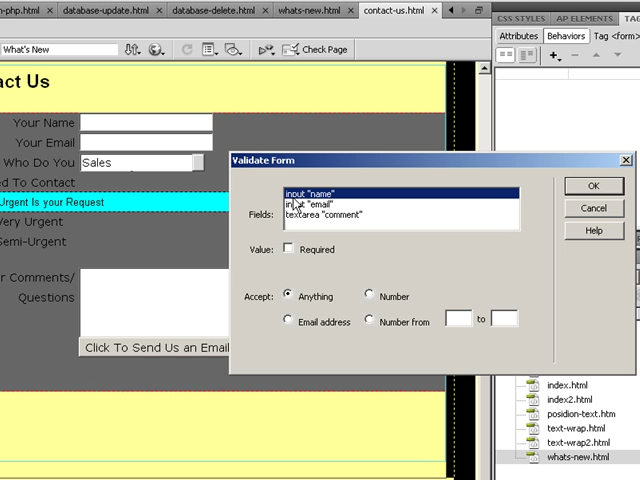 n-php.html
database-update.html
database-delete.html
whats-new.html
contact-us.html
CSS STYLES
AP ELEMENTS
TAG
What's New
Check Page
Attributes
Behaviors
Tag <form>
act Us
Your Name
Your Email
Who Do You
Sales
ed To Contact
Urgent Is your Request
Very Urgent
Semi-Urgent
r Comments/
Questions
Click To Send Us an Email
Validate Form
Fields:
input "name"
input "email"
textarea "comment"
Value:
Required
Accept:
Anything
Number
Email address
Number from
to
OK
Cancel
Help
index.html
index2.html
posidion-text.htm
text-wrap.html
text-wrap2.html
whats-new.html